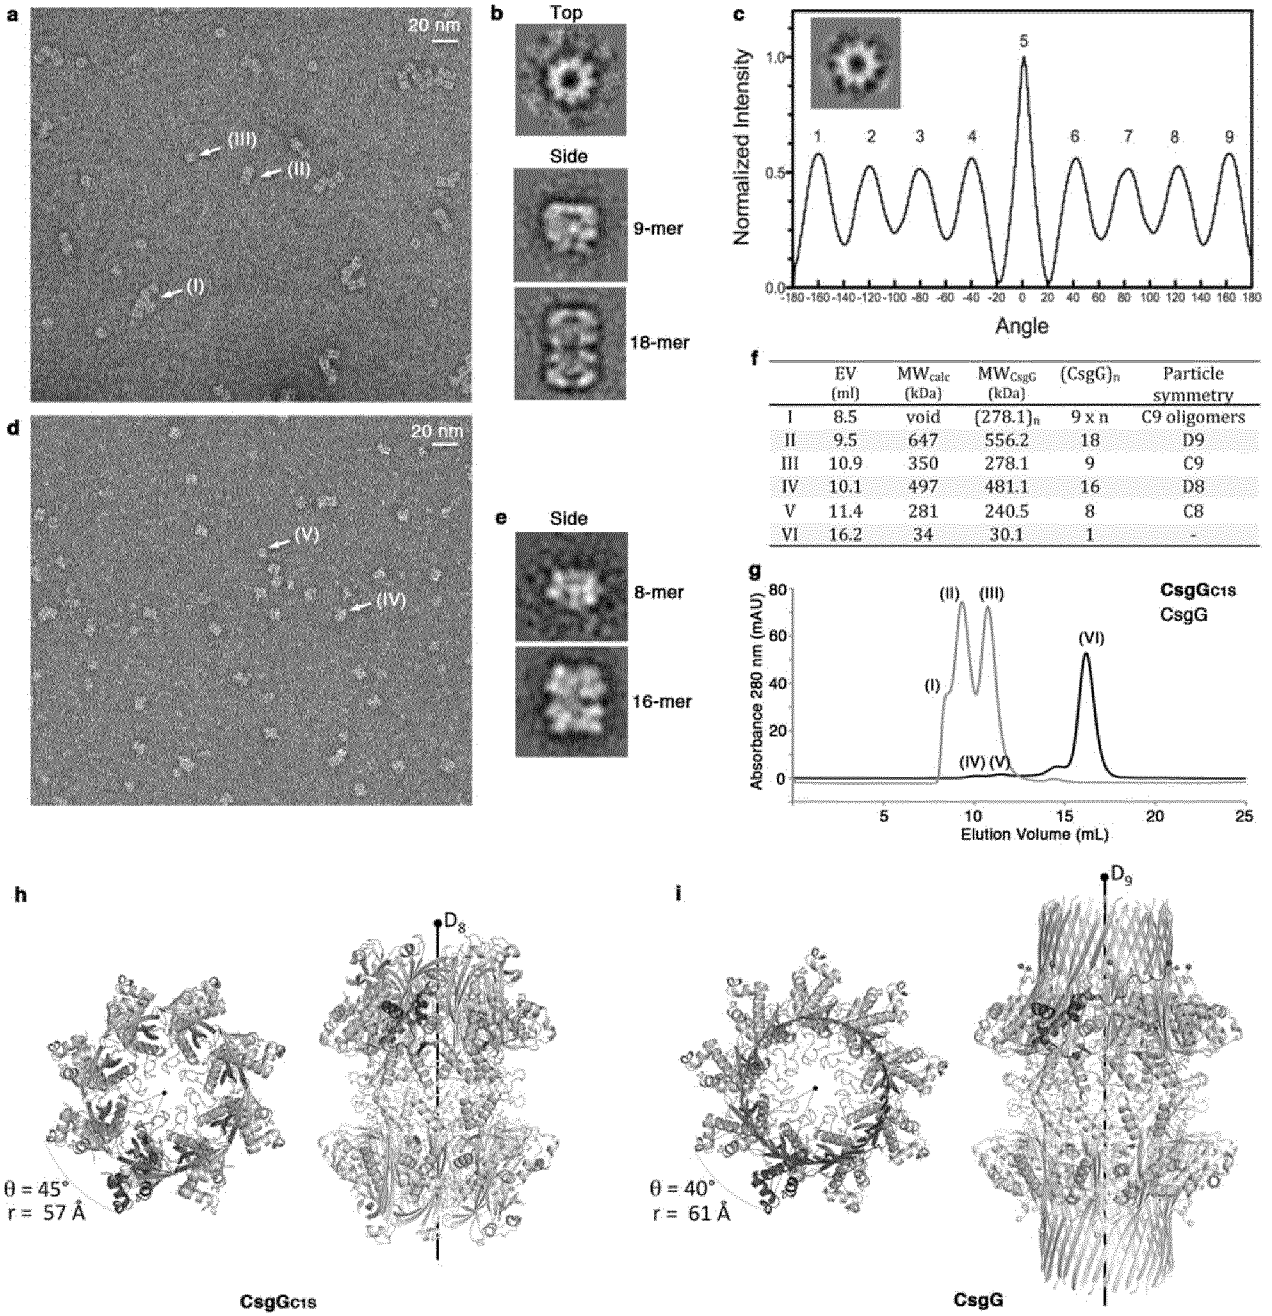 a
20 nm
(III)
(II)
(I)
b
Top
Side
9-mer
18-mer
c
Normalized Intensity
1.0
0.5
0.0
1 2 3 4 5 6 7 8 9
-180 -160 -140 -120 -100 -80 -60 -40 -20 0 20 40 60 80 100 120 140 160 180
Angle
d
20 nm
(V)
(IV)
e
Side
8-mer
16-mer
f
EV (ml) MWcalc (kDa) MWCsgG (kDa) (CsgG)n Particle symmetry
I 8.5 void (278.1)n 9 x n C9 oligomers
II 9.5 647 556.2 18 D9
III 10.9 350 278.1 9 C9
IV 10.1 497 481.1 16 D8
V 11.4 281 240.5 8 C8
VI 16.2 34 30.1 1 -
g
Absorbance 280 nm (mAU)
80
60
40
20
0
(I)
(II)
(III)
(IV) (V)
(VI)
CsgGC1S
CsgG
5 10 15 20 25
Elution Volume (mL)
h
D8
θ = 45°
r = 57 Å
CsgGC1S
i
D9
θ = 40°
r = 61 Å
CsgG